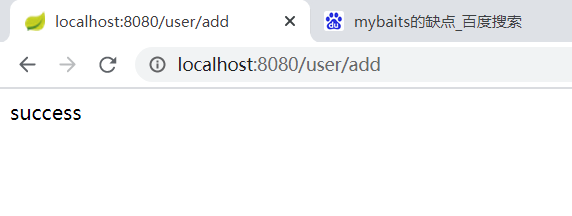 localhost:8080/user/add
mybaits的缺点_百度搜索
localhost:8080/user/add
success